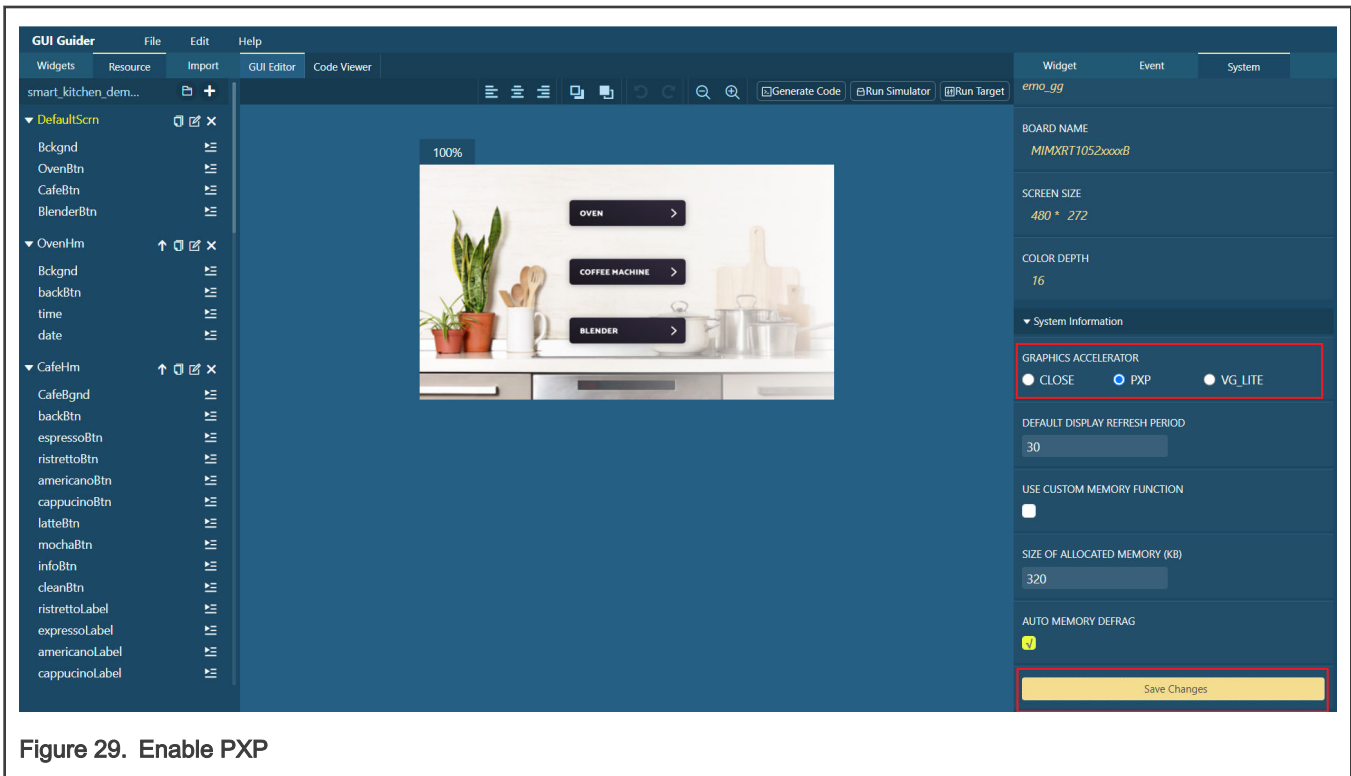 GUI Guider File Edit Help
Widgets Resource Import GUI Editor Code Viewer Widget Event System
smart_kitchen_dem...
Generate Code Run Simulator Run Target
DefaultScrn
Bckgnd
OvenBtn
CafeBtn
BlenderBtn
OvenHm
Bckgnd
backBtn
time
date
CafeHm
CafeBgnd
backBtn
espressoBtn
ristrettoBtn
americanoBtn
cappucinoBtn
latteBtn
mochaBtn
infoBtn
cleanBtn
ristrettoLabel
expressoLabel
americanoLabel
cappucinoLabel
100%
OVEN
COFFEE MACHINE
BLENDER
emo_gg
BOARD NAME
MIMXRT1052xxxxB
SCREEN SIZE
480 * 272
COLOR DEPTH
16
System Information
GRAPHICS ACCELERATOR
CLOSE PXP VG_LITE
DEFAULT DISPLAY REFRESH PERIOD
30
USE CUSTOM MEMORY FUNCTION
SIZE OF ALLOCATED MEMORY (KB)
320
AUTO MEMORY DEFRAG
Save Changes
Figure 29. Enable PXP